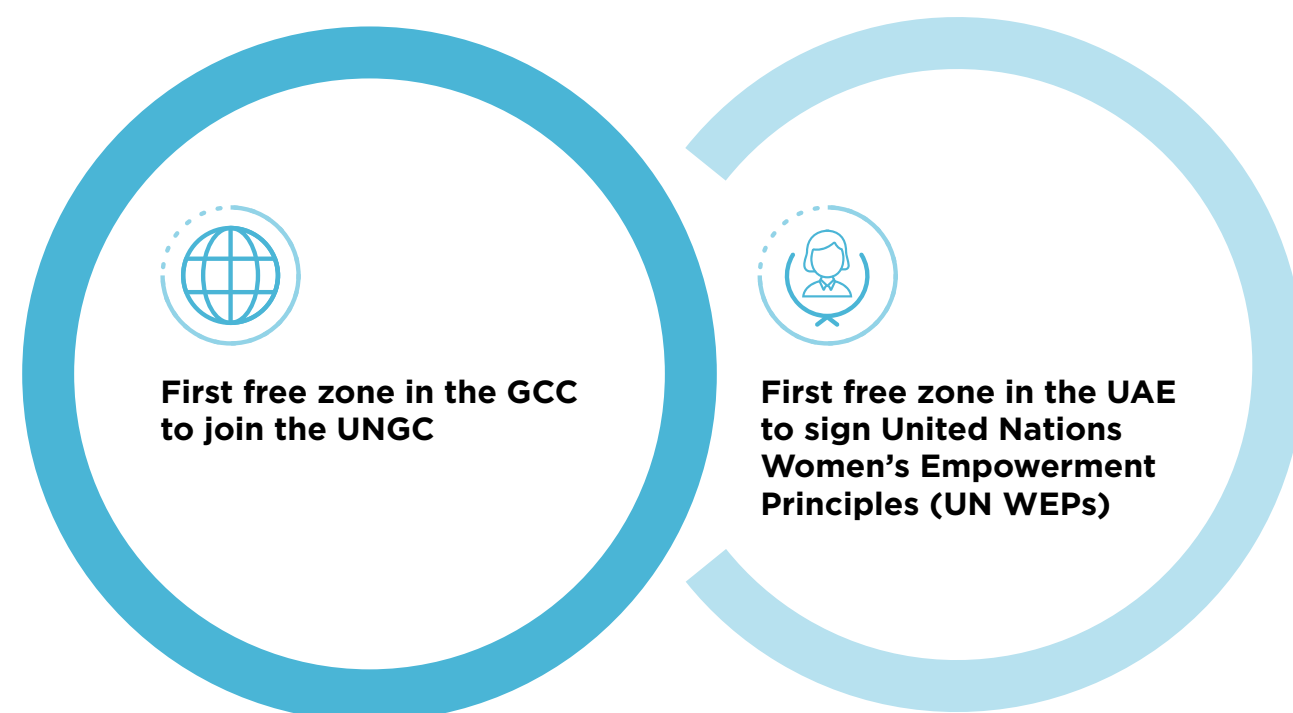 First free zone in the GCC
to join the UNGC
First free zone in the UAE
to sign United Nations
Women’s Empowerment
Principles (UN WEPs)